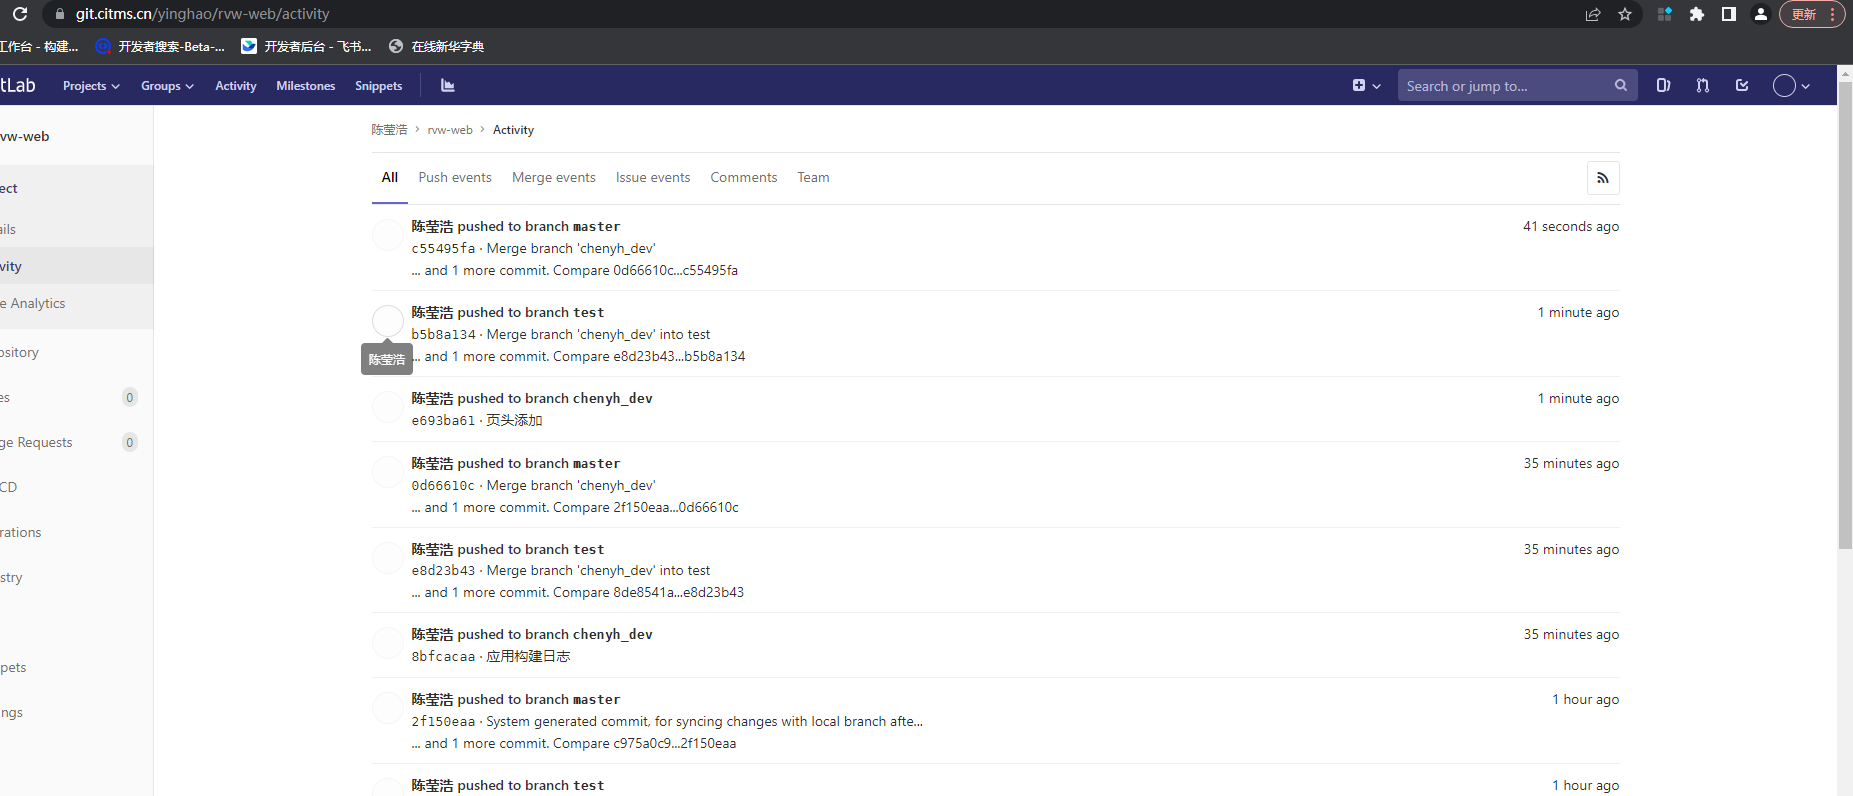 git.citms.cn/yinghao/rvw-web/activity
更新
工作台 - 构建... 开发者搜索-Beta-... 开发者后台 - 飞书... 在线新华字典
tLab Projects Groups Activity Milestones Snippets Search or jump to...
vw-web
ect
ails
vity
e Analytics
ository
es 0
ge Requests 0
CD
rations
stry
pets
ngs
陈莹浩 › rvw-web › Activity
All Push events Merge events Issue events Comments Team
陈莹浩 pushed to branch master 41 seconds ago
c55495fa · Merge branch 'chenyh_dev'
... and 1 more commit. Compare 0d66610c...c55495fa
陈莹浩 pushed to branch test 1 minute ago
b5b8a134 · Merge branch 'chenyh_dev' into test
... and 1 more commit. Compare e8d23b43...b5b8a134
陈莹浩
陈莹浩 pushed to branch chenyh_dev 1 minute ago
e693ba61 · 页头添加
陈莹浩 pushed to branch master 35 minutes ago
0d66610c · Merge branch 'chenyh_dev'
... and 1 more commit. Compare 2f150eaa...0d66610c
陈莹浩 pushed to branch test 35 minutes ago
e8d23b43 · Merge branch 'chenyh_dev' into test
... and 1 more commit. Compare 8de8541a...e8d23b43
陈莹浩 pushed to branch chenyh_dev 35 minutes ago
8bfcacaa · 应用构建日志
陈莹浩 pushed to branch master 1 hour ago
2f150eaa · System generated commit, for syncing changes with local branch afte...
... and 1 more commit. Compare c975a0c9...2f150eaa
陈莹浩 pushed to branch test 1 hour ago